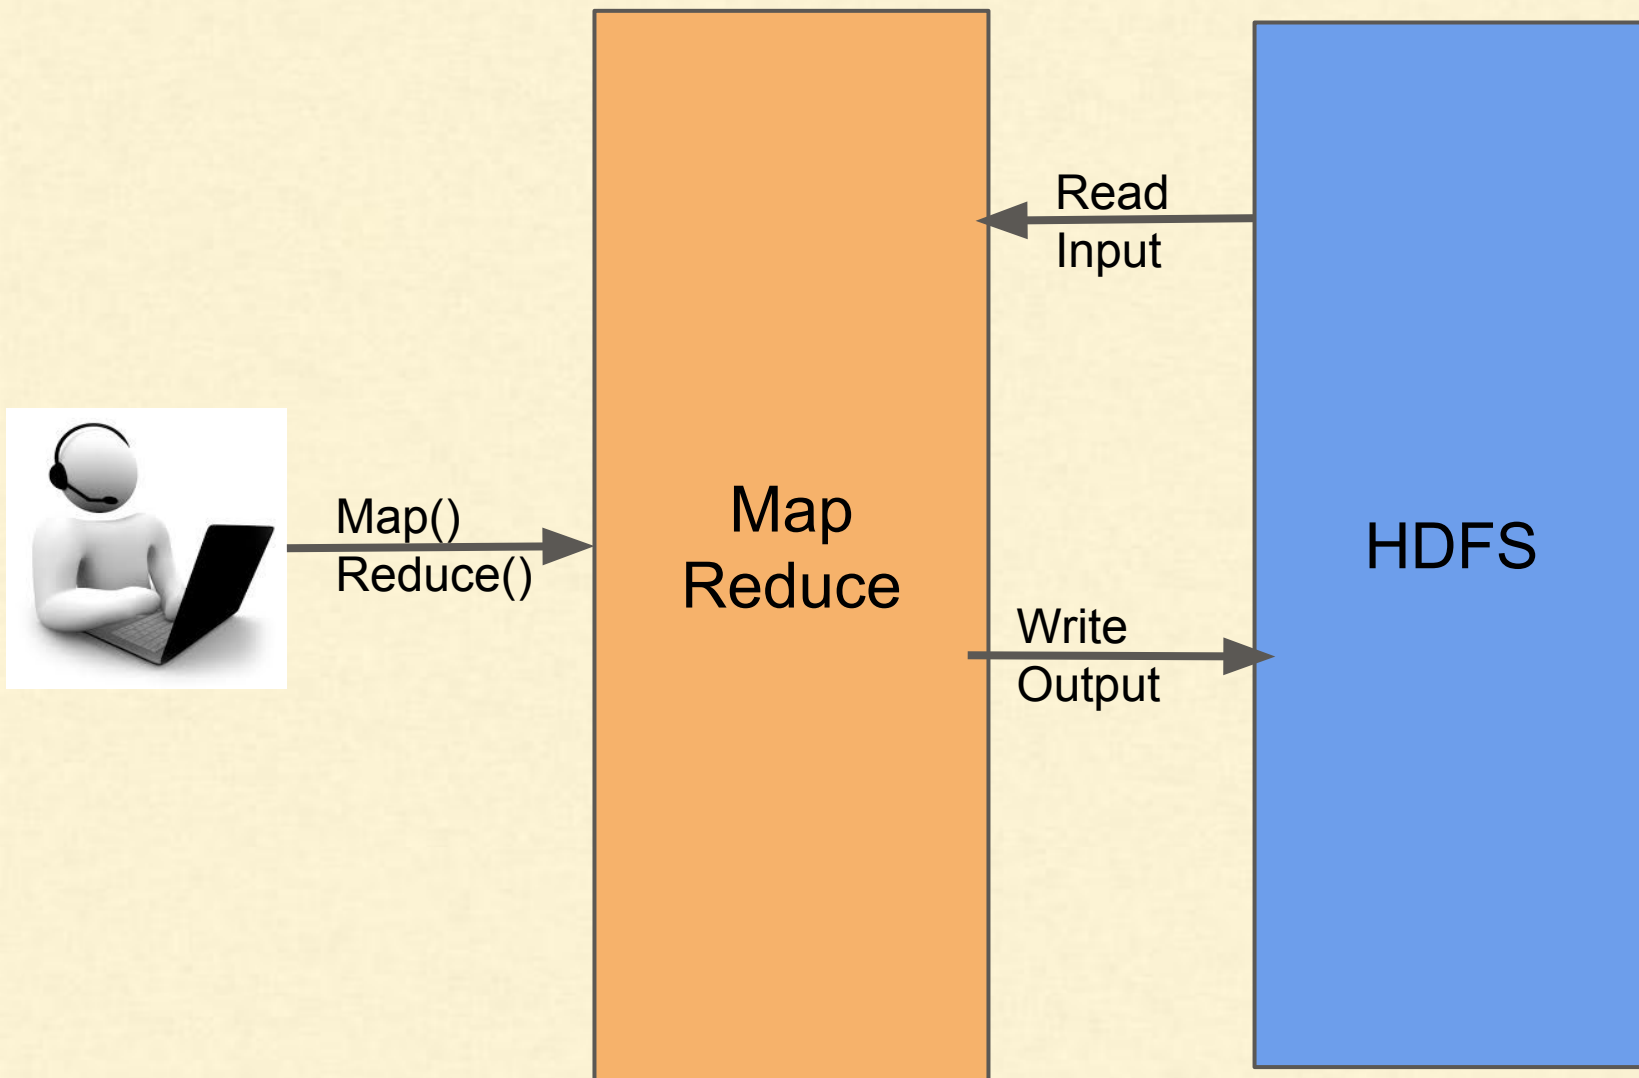 Map()
Reduce()
Map
Reduce
Read
Input
Write
Output
HDFS